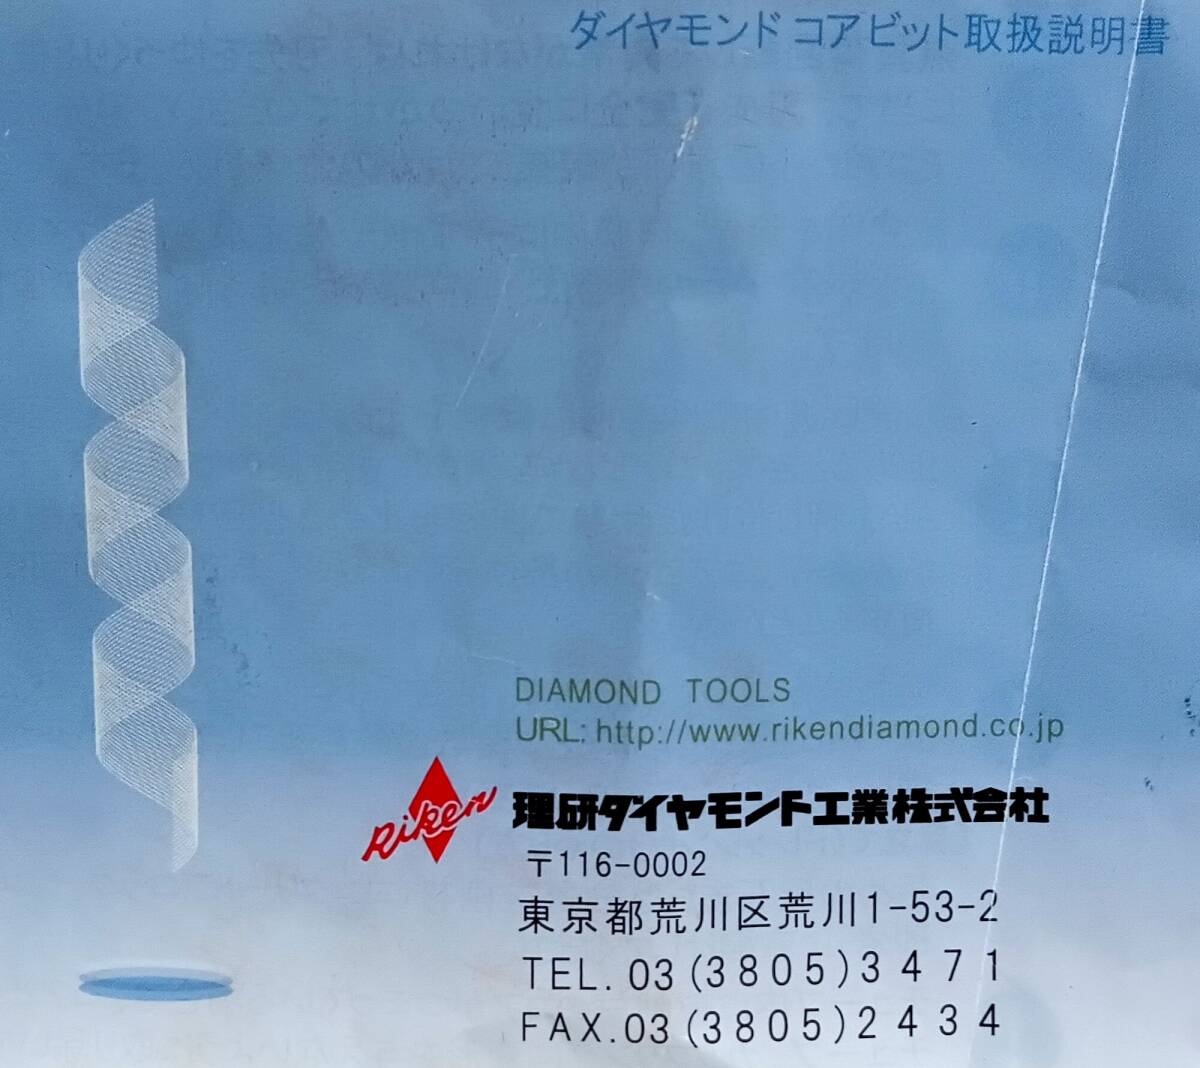 ダイヤモンド コアビット取扱説明書
DIAMOND TOOLS
URL: http://www.rikendiamond.co.jp
Riken 理研ダイヤモンド工業株式会社
〒116-0002
東京都荒川区荒川1-53-2
TEL. 03 (3805) 3471
FAX. 03 (3805) 2434